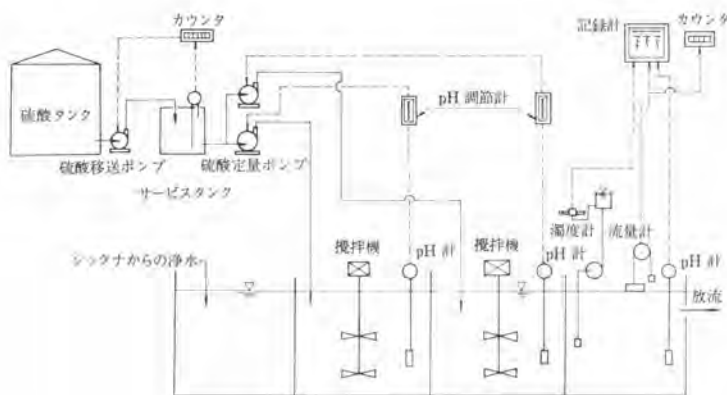 カウンタ
記録計
カウンタ
硫酸タンク
pH 調節計
硫酸移送ポンプ
硫酸定量ポンプ
サービスタンク
濁度計
流量計
シックナからの浄水
攪拌機
pH 計
攪拌機
pH 計
pH 計
放流